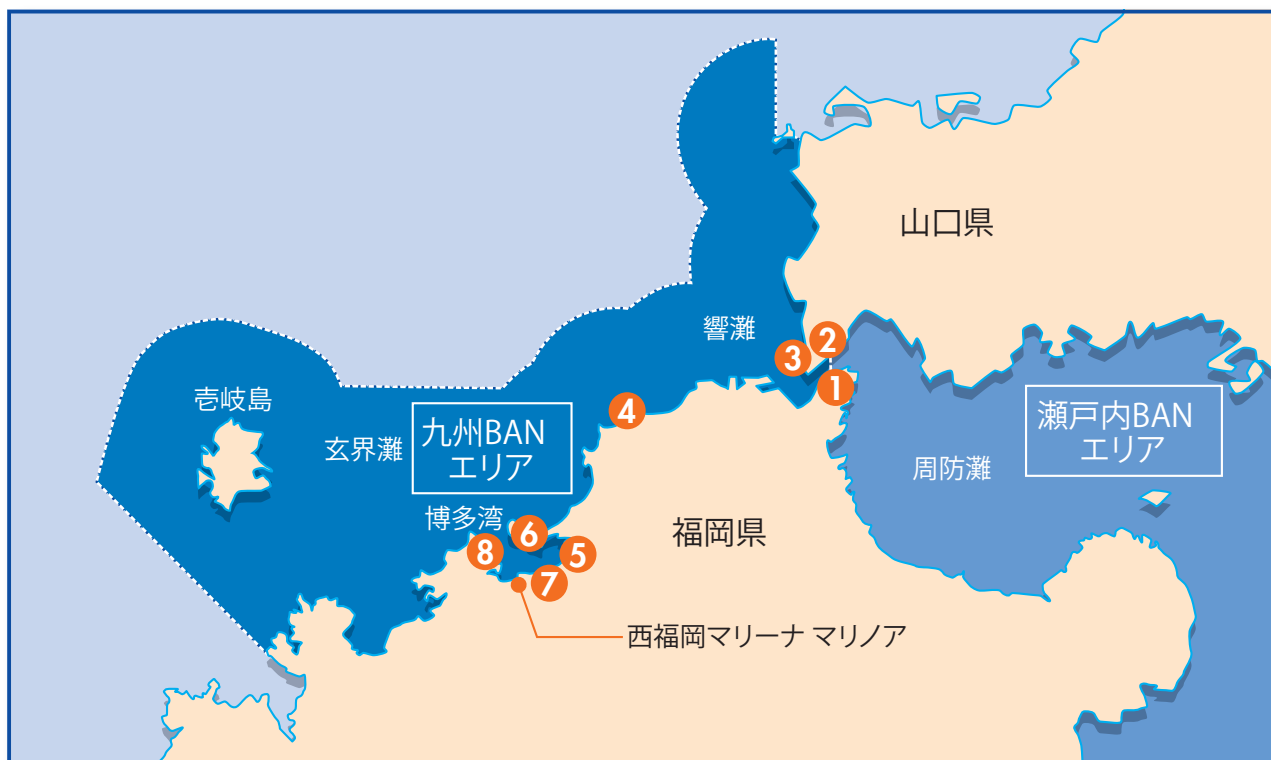 山口県
響灘
2
3
1
壱岐島
4
玄界灘
九州BAN
エリア
瀬戸内BAN
エリア
周防灘
博多湾
6
8
5
7
福岡県
西福岡マリーナ マリノア